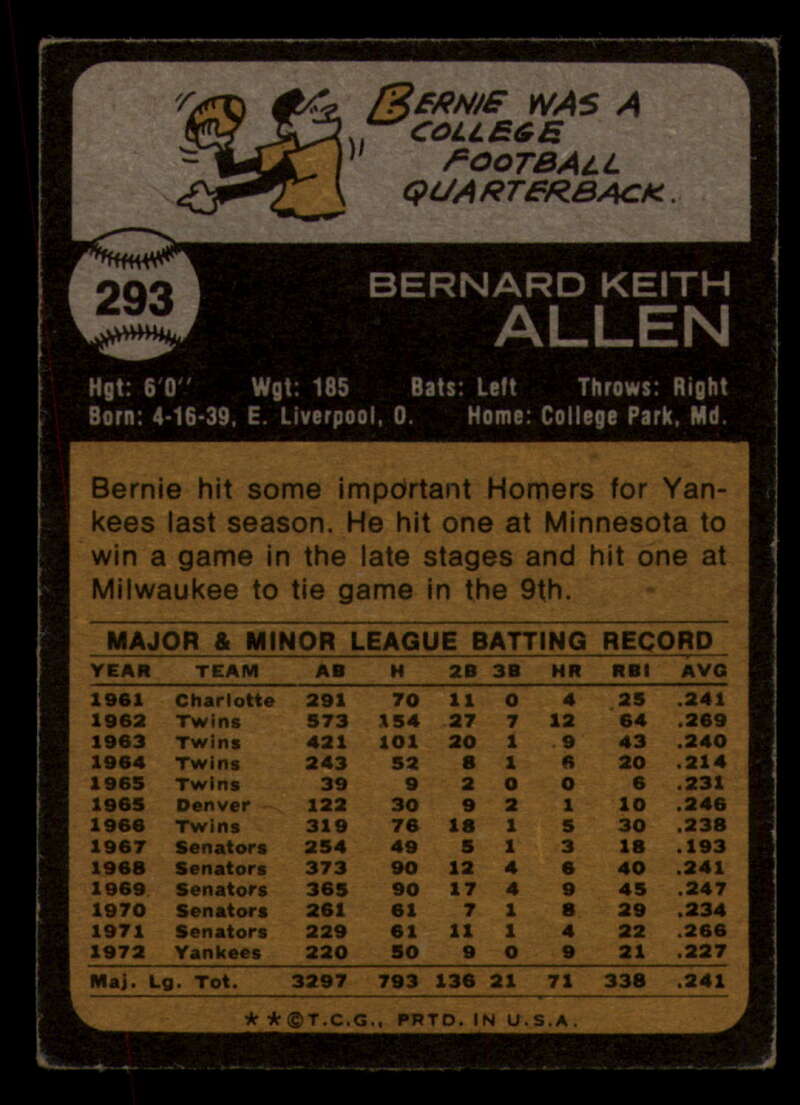 BERNIE WAS A
COLLEGE
FOOTBALL
QUARTERBACK.
293
BERNARD KEITH
ALLEN
Hgt: 6'0" Wgt: 185 Bats: Left Throws: Right
Born: 4-16-39, E. Liverpool, O. Home: College Park, Md.
Bernie hit some important Homers for Yan-
kees last season. He hit one at Minnesota to
win a game in the late stages and hit one at
Milwaukee to tie game in the 9th.
MAJOR & MINOR LEAGUE BATTING RECORD
YEAR TEAM AB H 2B 3B HR RBI AVG
1961 Charlotte 291 70 11 0 4 25 .241
1962 Twins 573 154 27 7 12 64 .269
1963 Twins 421 101 20 1 9 43 .240
1964 Twins 243 52 8 1 6 20 .214
1965 Twins 39 9 2 0 0 6 .231
1965 Denver 122 30 9 2 1 10 .246
1966 Twins 319 76 18 1 5 30 .238
1967 Senators 254 49 5 1 3 18 .193
1968 Senators 373 90 12 4 6 40 .241
1969 Senators 365 90 17 4 9 45 .247
1970 Senators 261 61 7 1 8 29 .234
1971 Senators 229 61 11 1 4 22 .266
1972 Yankees 220 50 9 0 9 21 .227
Maj. Lg. Tot. 3297 793 136 21 71 338 .241
* * © T.C.G., PRTD. IN U.S.A.